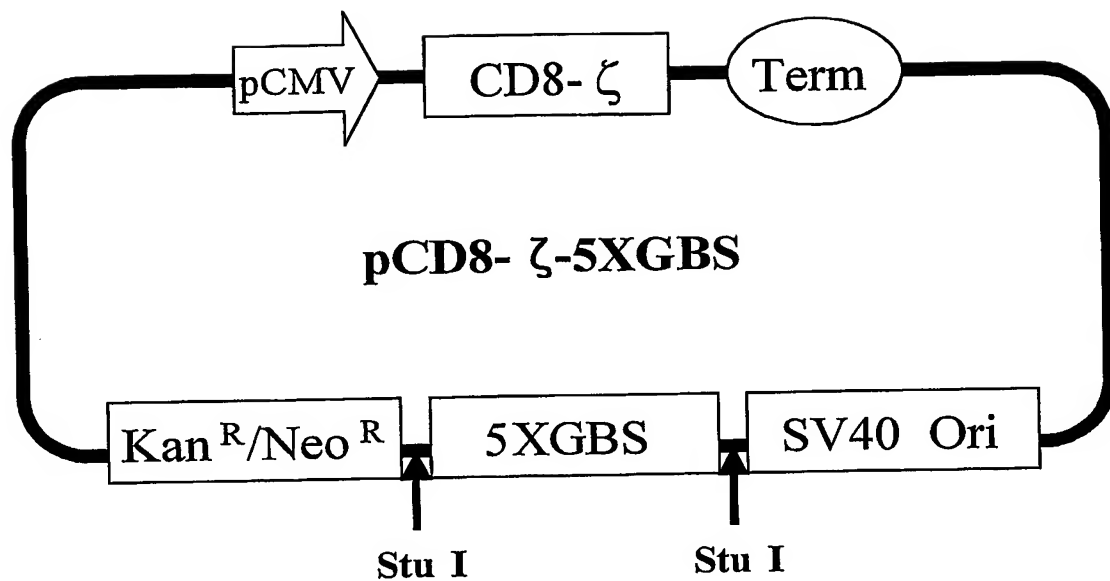 pCMV
CD8- ζ
Term
pCD8- ζ-5XGBS
Kan R/Neo R
5XGBS
SV40 Ori
Stu I
Stu I